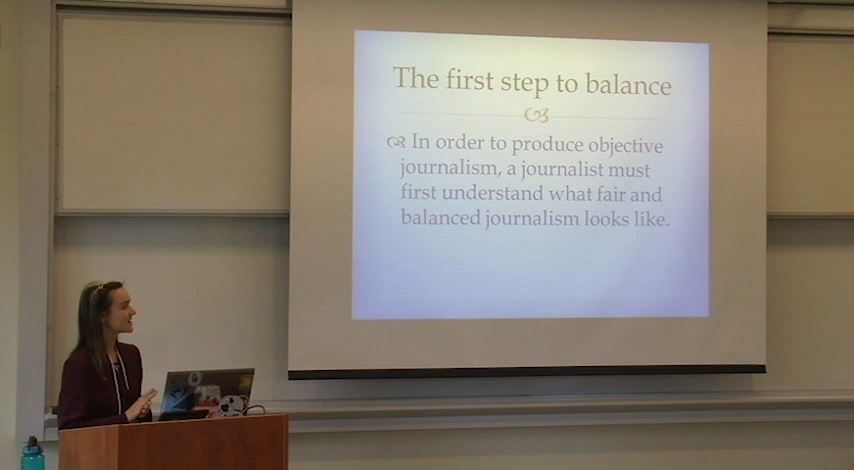 The first step to balance
In order to produce objective
journalism, a journalist must
first understand what fair and
balanced journalism looks like.